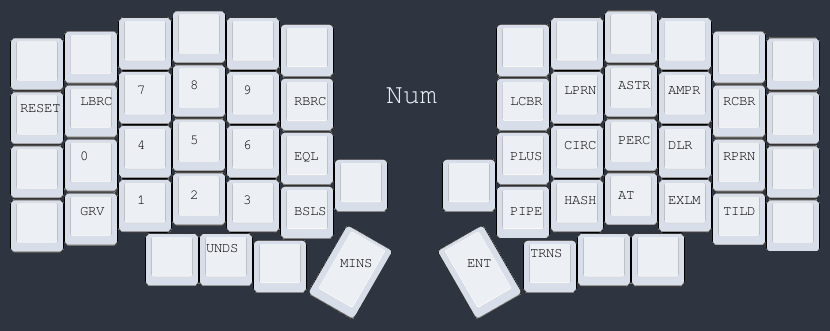 Num
RESET LBRC 7 8 9 RBRC LCBR LPRN ASTR AMPR RCBR
0 4 5 6 EQL PLUS CIRC PERC DLR RPRN
GRV 1 2 3 BSLS PIPE HASH AT EXLM TILD
UNDS MINS ENT TRNS